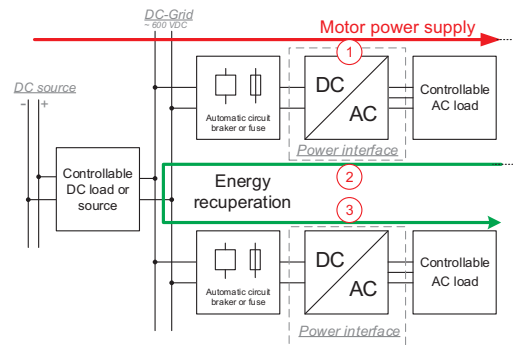 DC-Grid
~ 600 VDC
Motor power supply
1
DC source
- +
DC
AC
Controllable
AC load
Automatic circuit
braker or fuse
Power interface
Controllable
DC load or
source
Energy
recuperation
2
3
DC
AC
Controllable
AC load
Automatic circuit
braker or fuse
Power interface